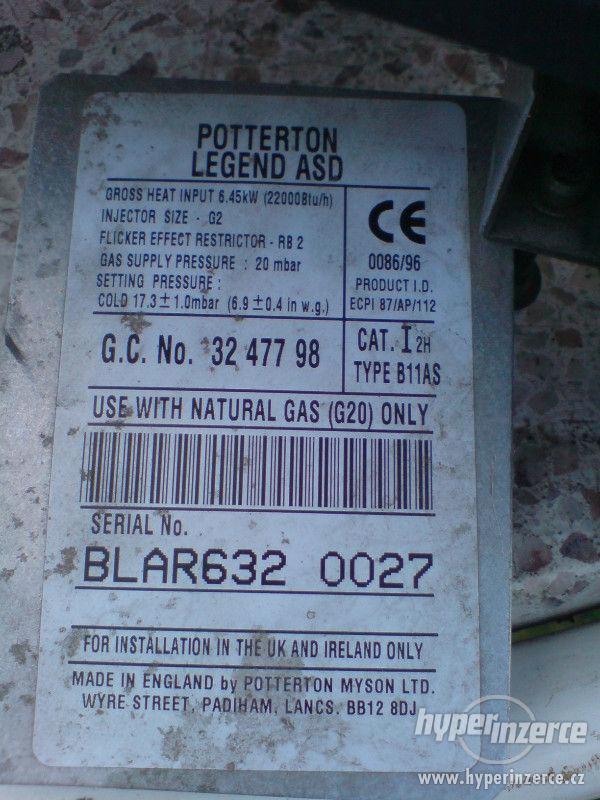 POTTERTON
LEGEND ASD
GROSS HEAT INPUT 6.45kW (22000Btu/h)
INJECTOR SIZE - G2
FLICKER EFFECT RESTRICTOR - RB 2
GAS SUPPLY PRESSURE : 20 mbar
SETTING PRESSURE :
COLD 17.3 ± 1.0mbar (6.9 ± 0.4 in w.g.)
CE
0086/96
PRODUCT I.D.
ECPI 87/AP/112
G.C. No. 32 477 98
CAT. I 2H
TYPE B11AS
USE WITH NATURAL GAS (G20) ONLY
SERIAL No.
BLAR632 0027
FOR INSTALLATION IN THE UK AND IRELAND ONLY
MADE IN ENGLAND by POTTERTON MYSON LTD.
WYRE STREET, PADIHAM, LANCS. BB12 8DJ
hyperinzerce
www.hyperinzerce.cz